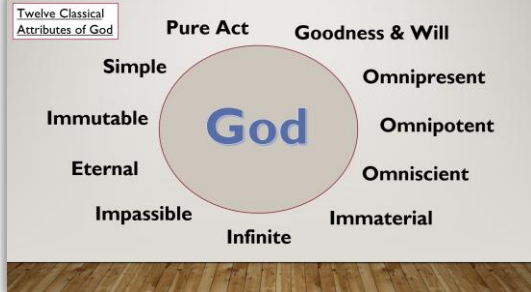 Twelve Classical
Attributes of God
Pure Act
Goodness & Will
Simple
Omnipresent
Immutable
God
Omnipotent
Eternal
Omniscient
Impassible
Immaterial
Infinite